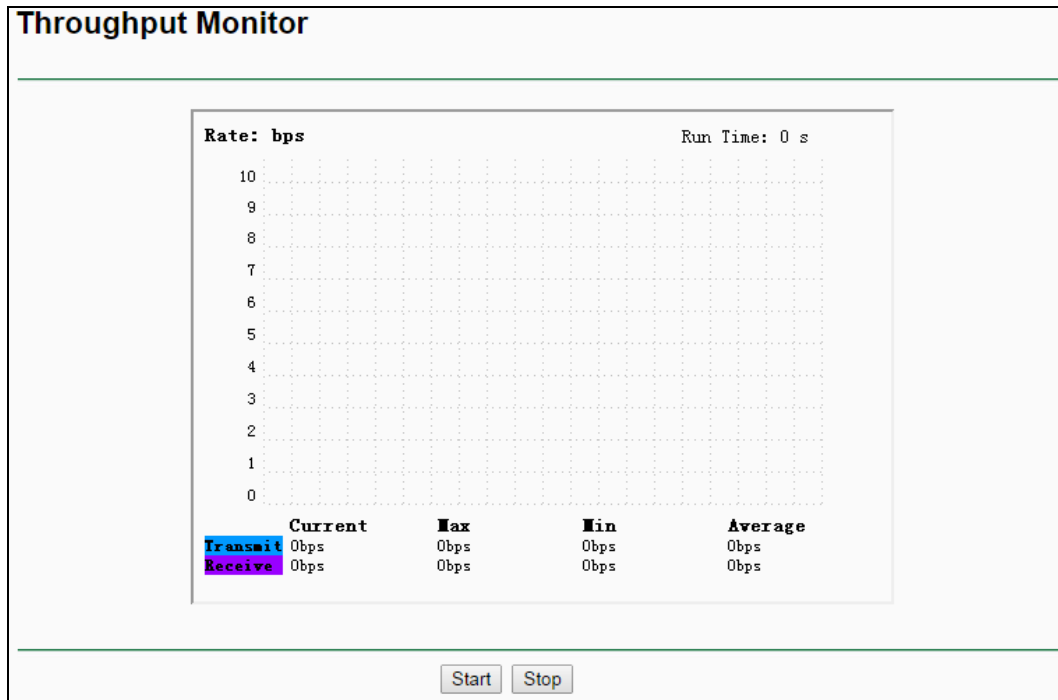 Throughput Monitor
Rate: bps Run Time: 0 s
10
9
8
7
6
5
4
3
2
1
0
Current Max Min Average
Transmit 0bps 0bps 0bps 0bps
Receive 0bps 0bps 0bps 0bps
Start Stop